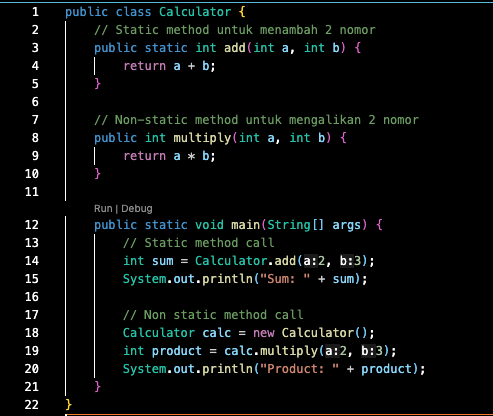 1 public class Calculator {
2     // Static method untuk menambah 2 nomor
3     public static int add(int a, int b) {
4         return a + b;
5     }
6
7     // Non-static method untuk mengalikan 2 nomor
8     public int multiply(int a, int b) {
9         return a * b;
10     }
11
Run | Debug
12     public static void main(String[] args) {
13         // Static method call
14         int sum = Calculator.add(a:2, b:3);
15         System.out.println("Sum: " + sum);
16
17         // Non static method call
18         Calculator calc = new Calculator();
19         int product = calc.multiply(a:2, b:3);
20         System.out.println("Product: " + product);
21     }
22 }